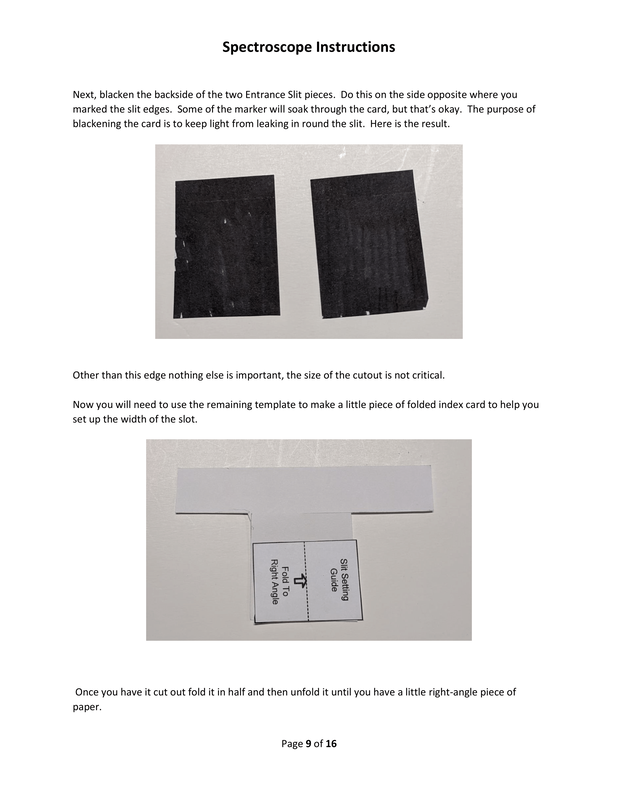 Spectroscope Instructions
Next, blacken the backside of the two Entrance Slit pieces.  Do this on the side opposite where you
marked the slit edges.  Some of the marker will soak through the card, but that's okay.  The purpose of
blackening the card is to keep light from leaking in round the slit.  Here is the result.
Other than this edge nothing else is important, the size of the cutout is not critical.
Now you will need to use the remaining template to make a little piece of folded index card to help you
set up the width of the slot.
Slit Setting
Guide
Fold To
Right Angle
Once you have it cut out fold it in half and then unfold it until you have a little right-angle piece of
paper.
Page 9 of 16